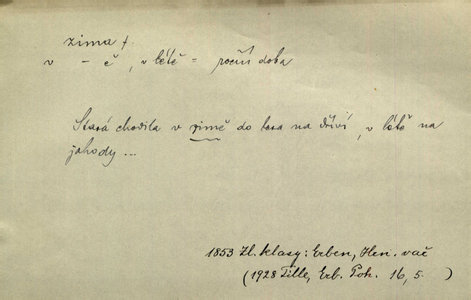 zima f.
v – ě, v létě = roční doba
Stará chodila v zimě do lesa na dříví, v létě na
jahody ...
1853 Zl. klasy: Erben, Hrn. vař
(1928 Tille, Erb. Poh. 16, 5. )